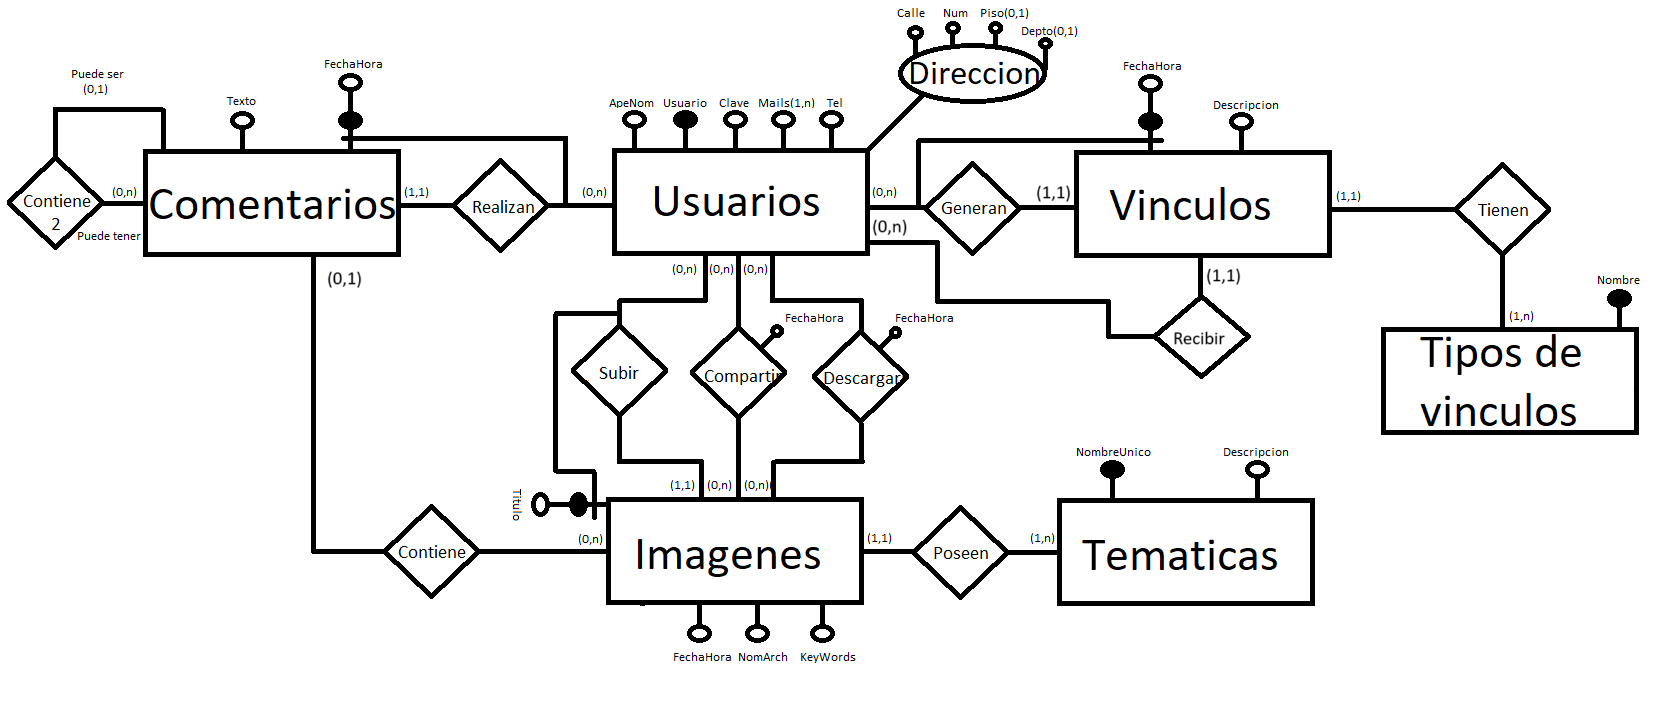 Calle
Num
Piso(0,1)
Depto(0,1)
Direccion
Puede ser
(0,1)
FechaHora
Texto
Contiene
2
(0,n)
Puede tener
Comentarios
(1,1)
Realizan
(0,n)
(0,1)
ApeNom
Usuario
Clave
Mails(1,n)
Tel
Usuarios
(0,n)
(0,n)
Generan
(1,1)
FechaHora
Descripcion
Vinculos
(1,1)
Tienen
(1,1)
Recibir
(1,n)
Nombre
Tipos de
vinculos
(0,n)
(0,n)
(0,n)
FechaHora
FechaHora
Subir
Compartir
Descargar
(1,1)
(0,n)
(0,n)
Titulo
Contiene
(0,n)
Imagenes
(1,1)
Poseen
(1,n)
NombreUnico
Descripcion
Tematicas
FechaHora
NomArch
KeyWords